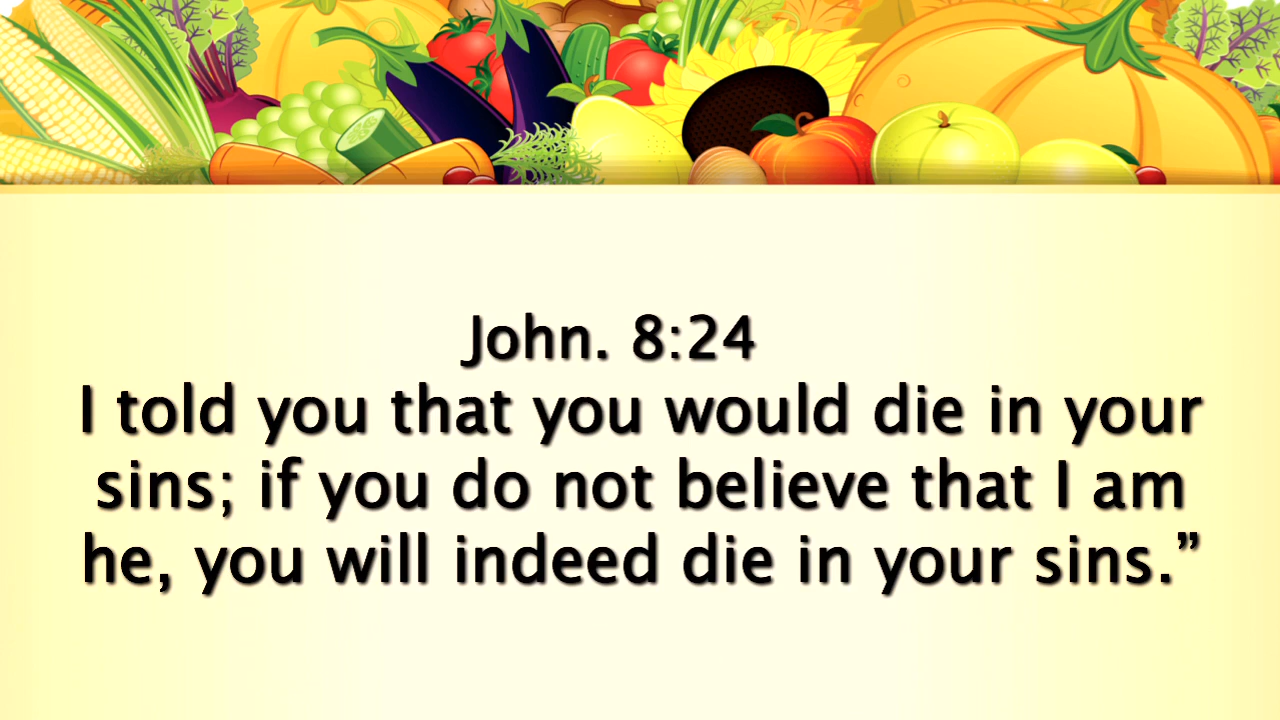 John. 8:24
I told you that you would die in your
sins; if you do not believe that I am
he, you will indeed die in your sins.”